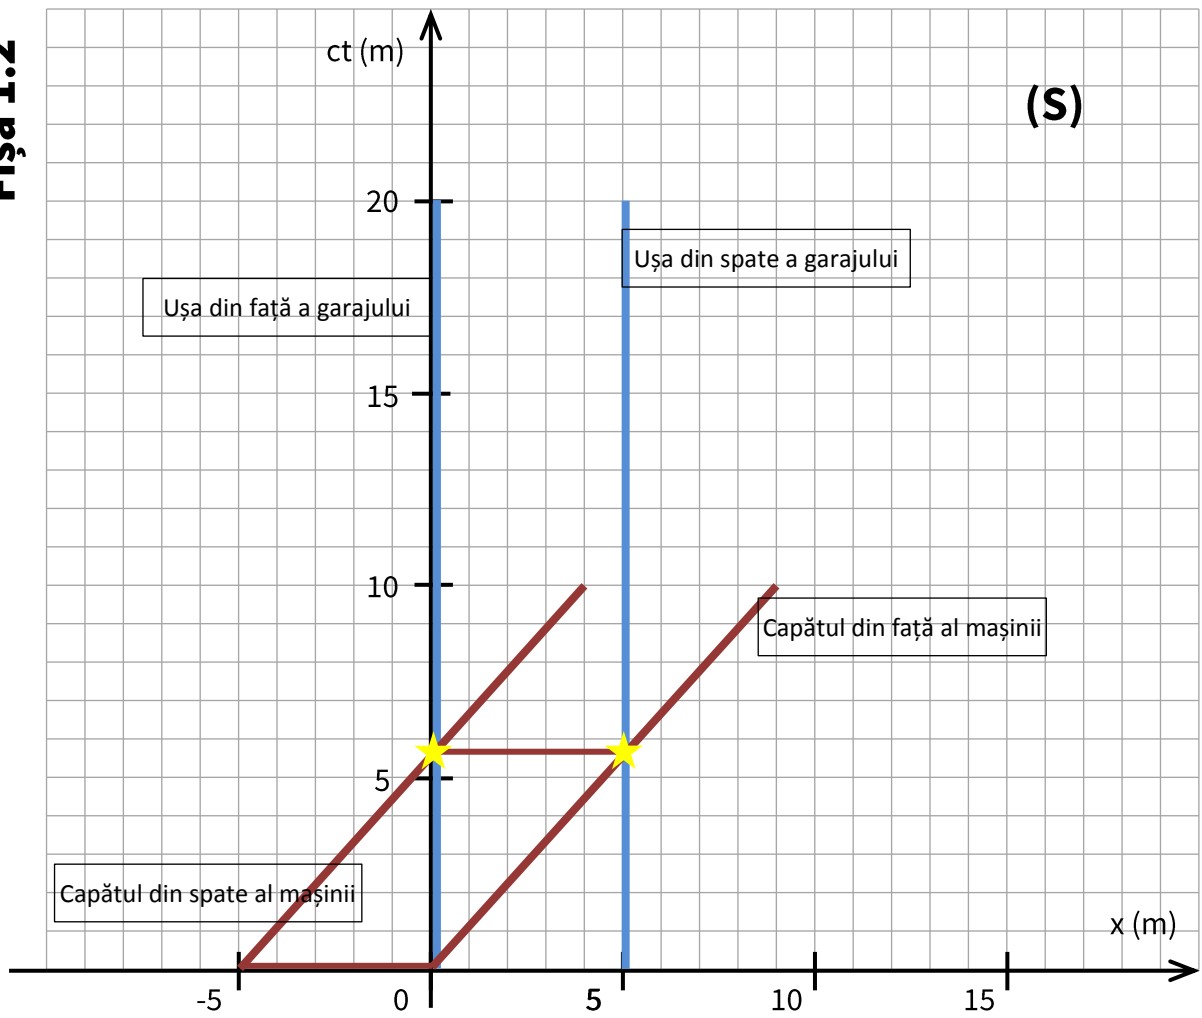 Fișa 1.2
ct (m)
(S)
20
Ușa din spate a garajului
Ușa din față a garajului
15
10
Capătul din față al mașinii
5
Capătul din spate al mașinii
x (m)
-5 0 5 10 15